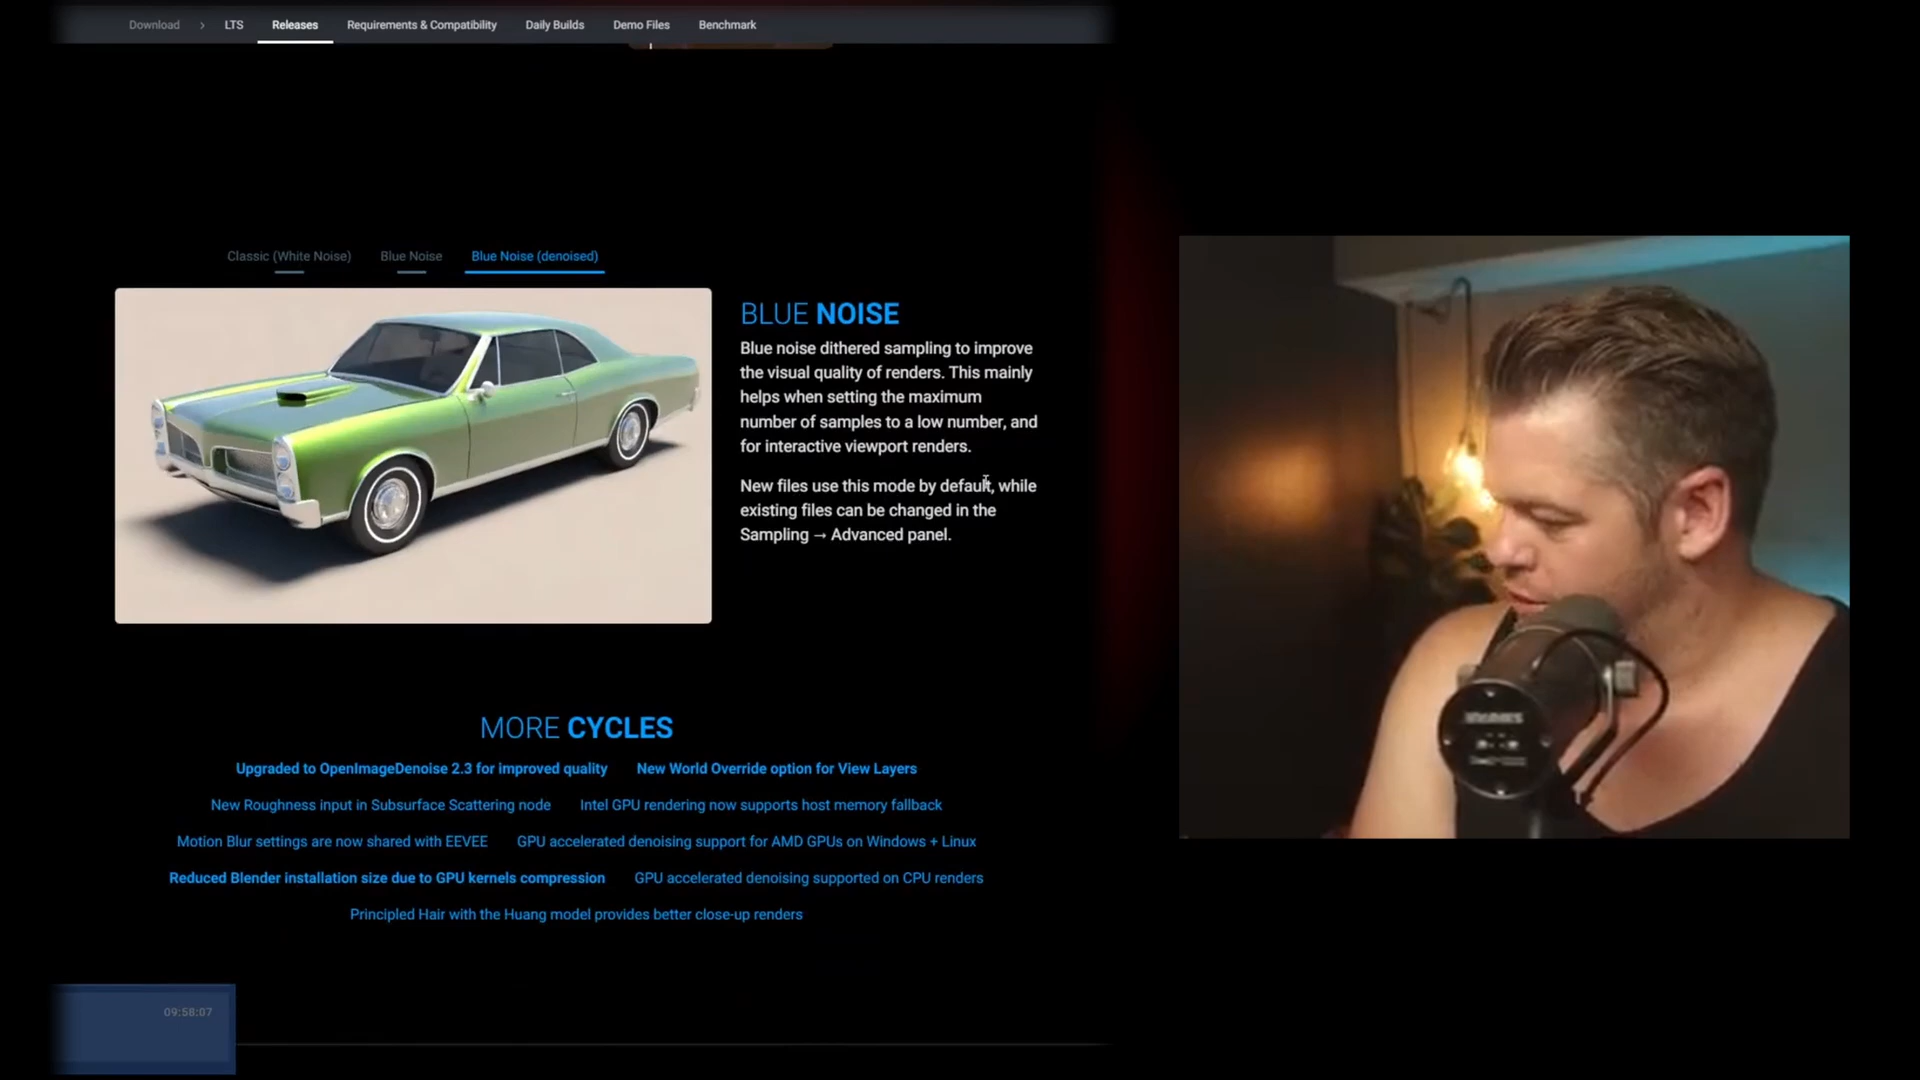 Download > LTS Releases Requirements & Compatibility Daily Builds Demo Files Benchmark
Classic (White Noise) Blue Noise Blue Noise (denoised)
BLUE NOISE
Blue noise dithered sampling to improve
the visual quality of renders. This mainly
helps when setting the maximum
number of samples to a low number, and
for interactive viewport renders.
New files use this mode by default, while
existing files can be changed in the
Sampling → Advanced panel.
MORE CYCLES
Upgraded to OpenImageDenoise 2.3 for improved quality New World Override option for View Layers
New Roughness input in Subsurface Scattering node Intel GPU rendering now supports host memory fallback
Motion Blur settings are now shared with EEVEE GPU accelerated denoising support for AMD GPUs on Windows + Linux
Reduced Blender installation size due to GPU kernels compression GPU accelerated denoising supported on CPU renders
Principled Hair with the Huang model provides better close-up renders
09:58:07